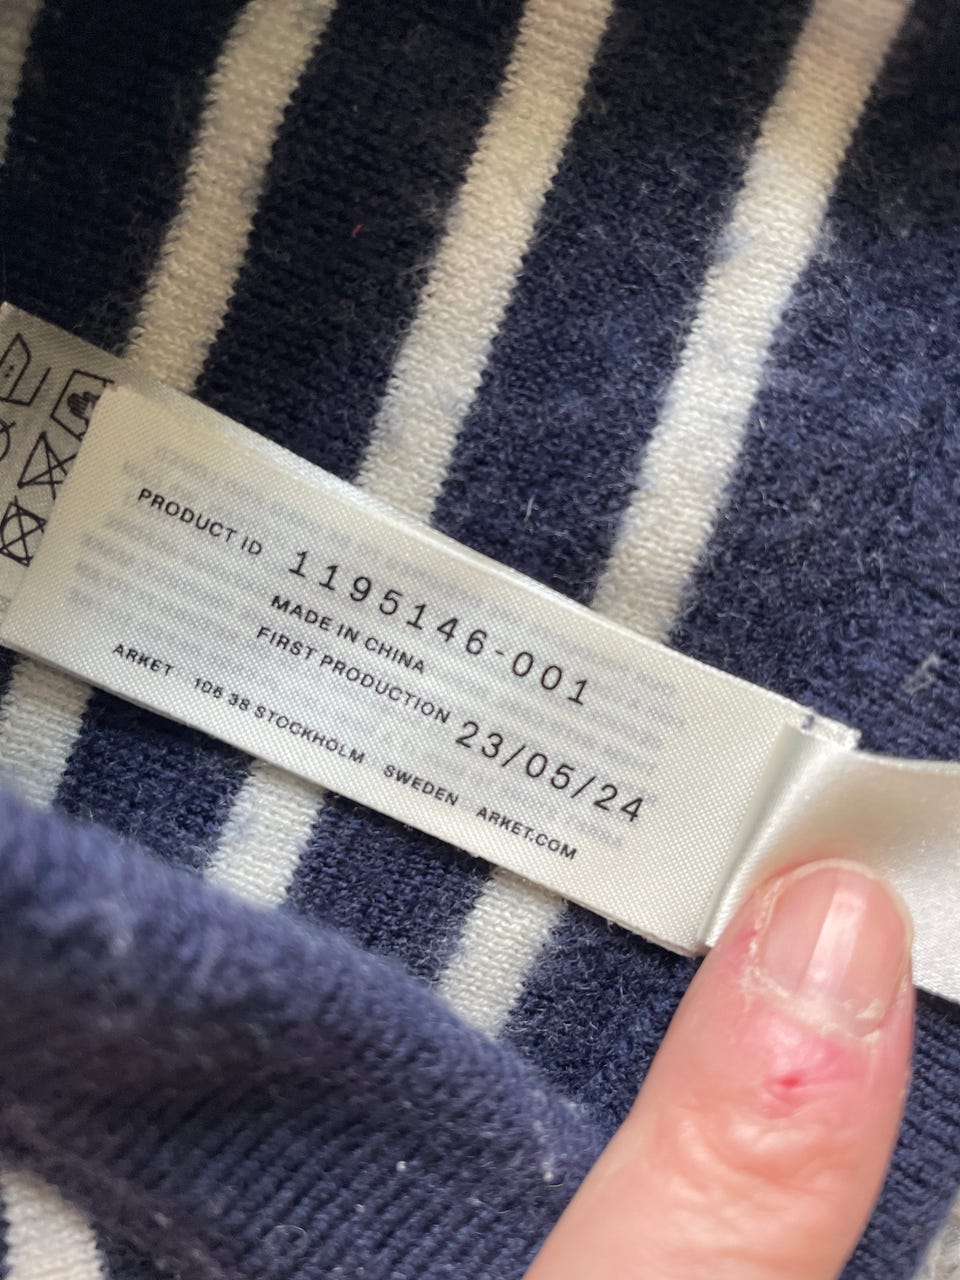 PRODUCT ID 1195146-001
MADE IN CHINA
FIRST PRODUCTION 23/05/24
ARKET 106 38 STOCKHOLM SWEDEN ARKET.COM